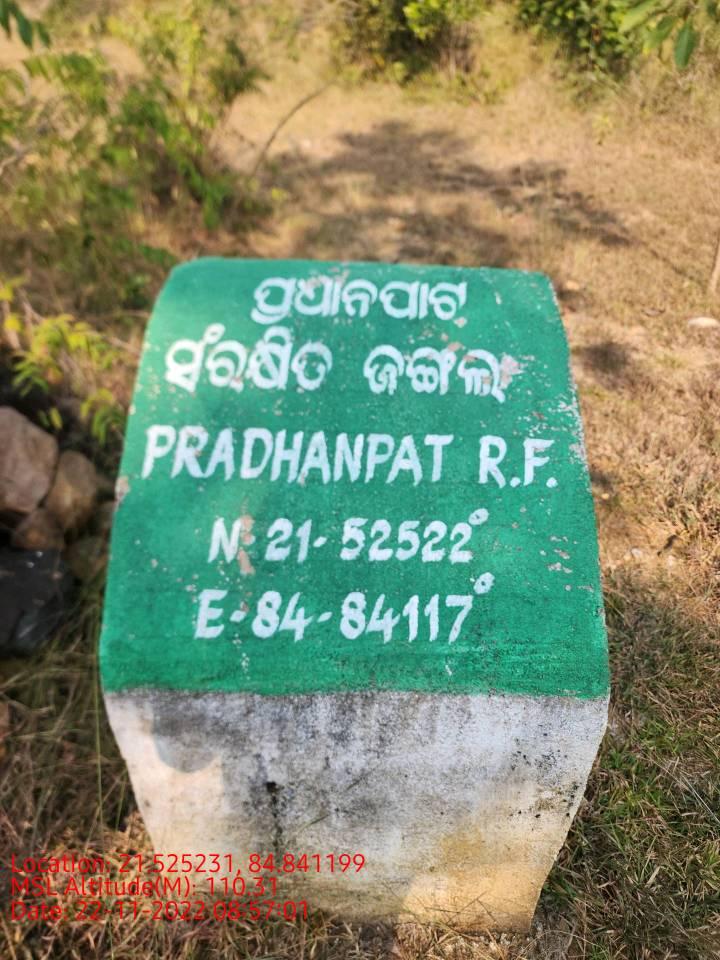 ପ୍ରଧାନପାଟ
ସଂରକ୍ଷିତ ଜଙ୍ଗଲ
PRADHANPAT R.F.
N- 21- 52522°
E-84-84117°
Location: 21.525231, 84.841199
MSL Altitude(M): 110.31
Date: 22-11-2022 08:57:01